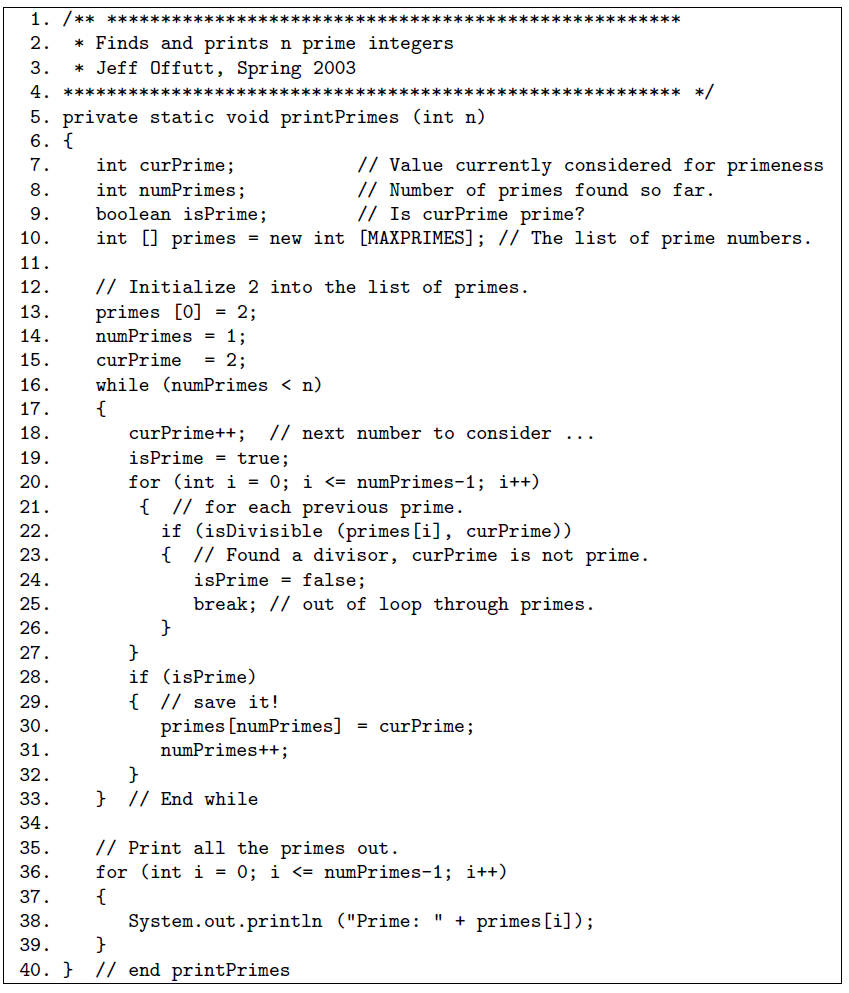 1. /** *****************************************************
2.  * Finds and prints n prime integers
3.  * Jeff Offutt, Spring 2003
4. ********************************************************* */
5. private static void printPrimes (int n)
6. {
7.    int curPrime;           // Value currently considered for primeness
8.    int numPrimes;          // Number of primes found so far.
9.    boolean isPrime;        // Is curPrime prime?
10.    int [] primes = new int [MAXPRIMES]; // The list of prime numbers.
11.
12.    // Initialize 2 into the list of primes.
13.    primes [0] = 2;
14.    numPrimes = 1;
15.    curPrime  = 2;
16.    while (numPrimes < n)
17.    {
18.       curPrime++;  // next number to consider ...
19.       isPrime = true;
20.       for (int i = 0; i <= numPrimes-1; i++)
21.        {  // for each previous prime.
22.          if (isDivisible (primes[i], curPrime))
23.          {  // Found a divisor, curPrime is not prime.
24.             isPrime = false;
25.             break; // out of loop through primes.
26.          }
27.       }
28.       if (isPrime)
29.       {  // save it!
30.          primes[numPrimes] = curPrime;
31.          numPrimes++;
32.       }
33.    }  // End while
34.
35.    // Print all the primes out.
36.    for (int i = 0; i <= numPrimes-1; i++)
37.    {
38.       System.out.println ("Prime: " + primes[i]);
39.    }
40. }  // end printPrimes